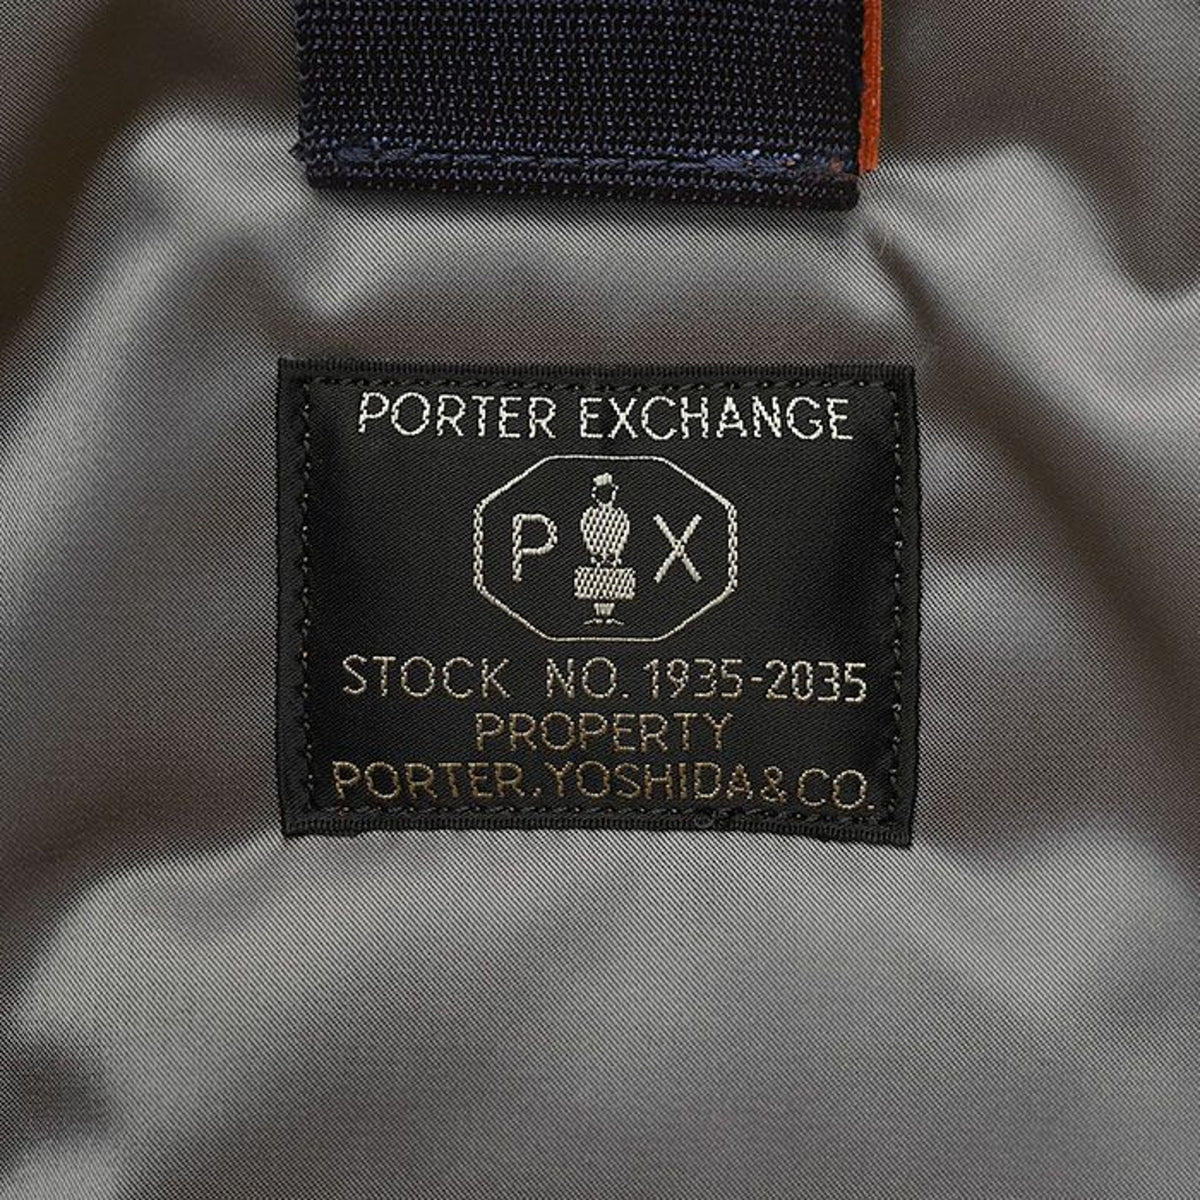 PORTER EXCHANGE
P X
STOCK NO. 1935-2035
PROPERTY
PORTER.YOSHIDA&CO.